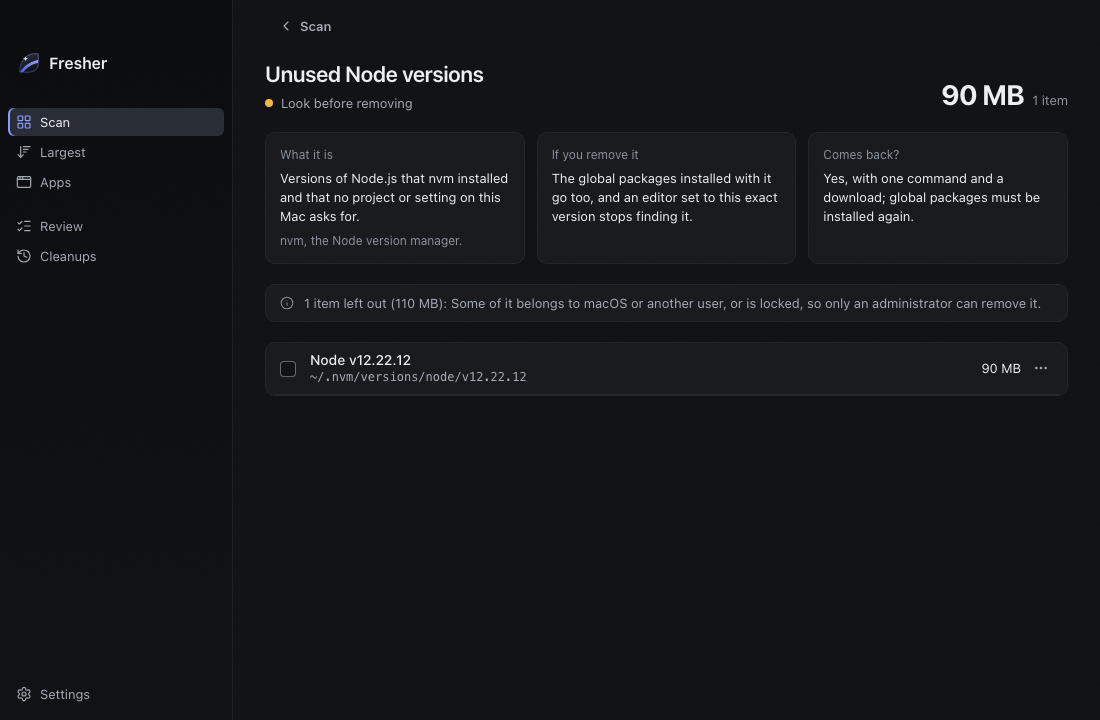 Scan
Fresher
Unused Node versions
Look before removing
90 MB 1 item
Scan
Largest
Apps
Review
Cleanups
What it is
Versions of Node.js that nvm installed
and that no project or setting on this
Mac asks for.
nvm, the Node version manager.
If you remove it
The global packages installed with it
go too, and an editor set to this exact
version stops finding it.
Comes back?
Yes, with one command and a
download; global packages must be
installed again.
1 item left out (110 MB): Some of it belongs to macOS or another user, or is locked, so only an administrator can remove it.
Node v12.22.12
~/.nvm/versions/node/v12.22.12
90 MB
Settings